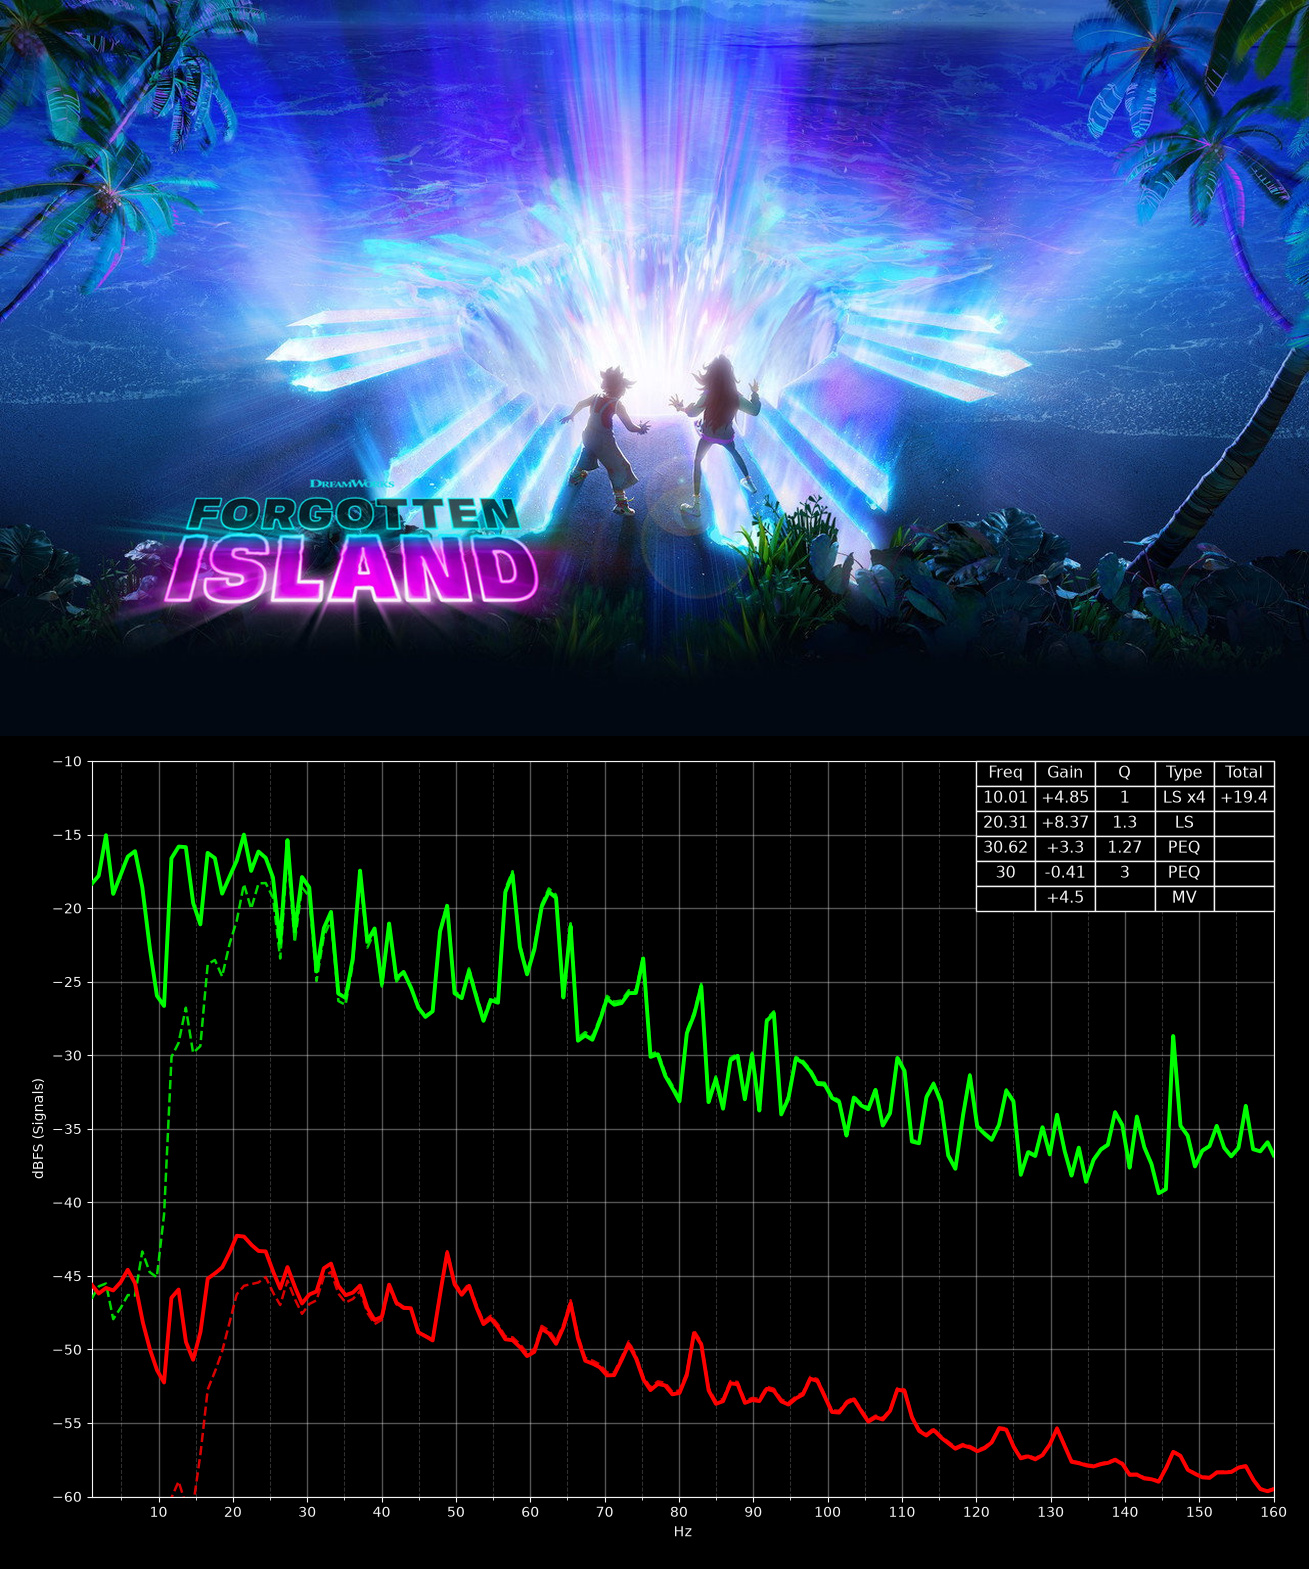 DREAMWORKS
FORGOTTEN
ISLAND
Freq Gain Q Type Total
10.01 +4.85 1 LS x4 +19.4
20.31 +8.37 1.3 LS
30.62 +3.3 1.27 PEQ
30 -0.41 3 PEQ
+4.5 MV
−10
−15
−20
−25
−30
−35
−40
−45
−50
−55
−60
dBFS (Signals)
10 20 30 40 50 60 70 80 90 100 110 120 130 140 150 160
Hz